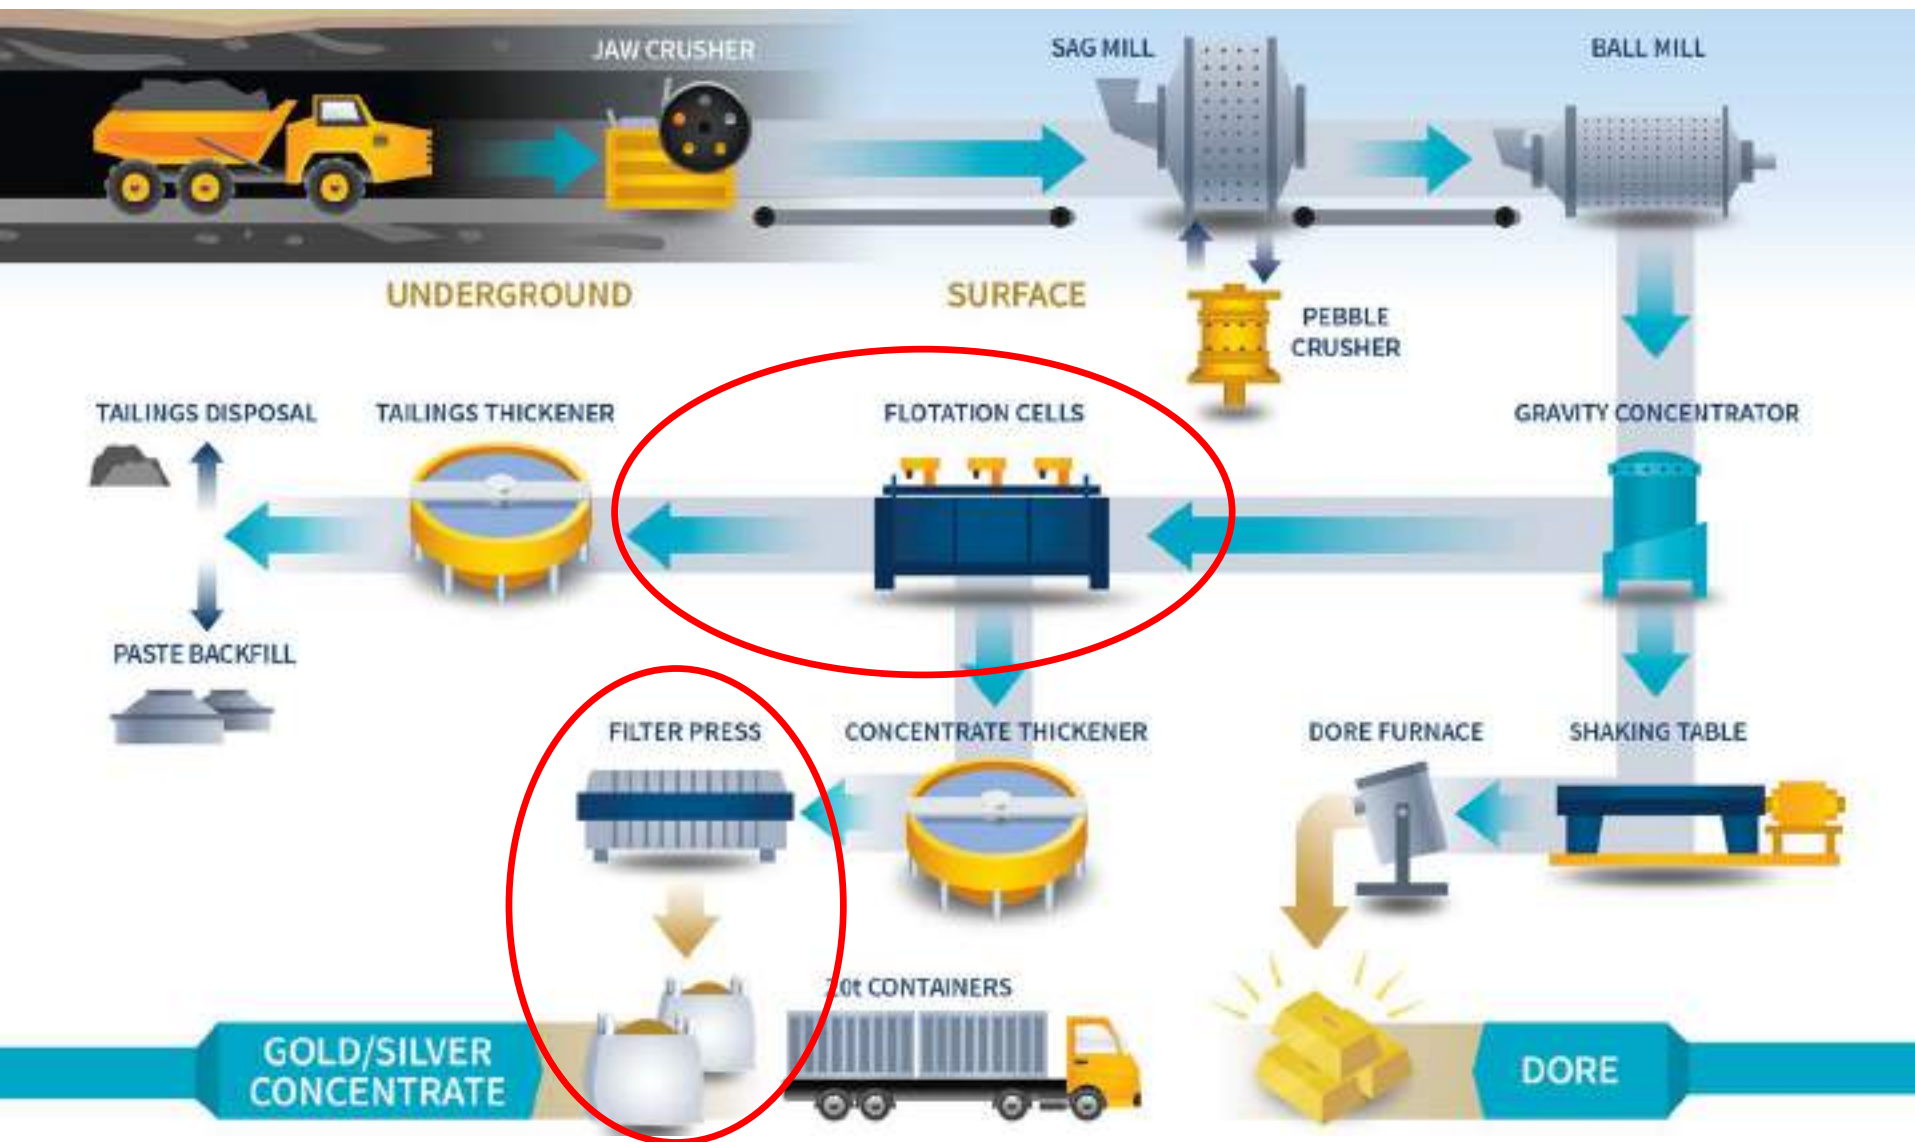 JAW CRUSHER
SAG MILL
BALL MILL
UNDERGROUND
SURFACE
PEBBLE
CRUSHER
TAILINGS DISPOSAL
TAILINGS THICKENER
FLOTATION CELLS
GRAVITY CONCENTRATOR
PASTE BACKFILL
FILTER PRESS
CONCENTRATE THICKENER
DORE FURNACE
SHAKING TABLE
CONTAINERS
GOLD/SILVER
CONCENTRATE
DORE